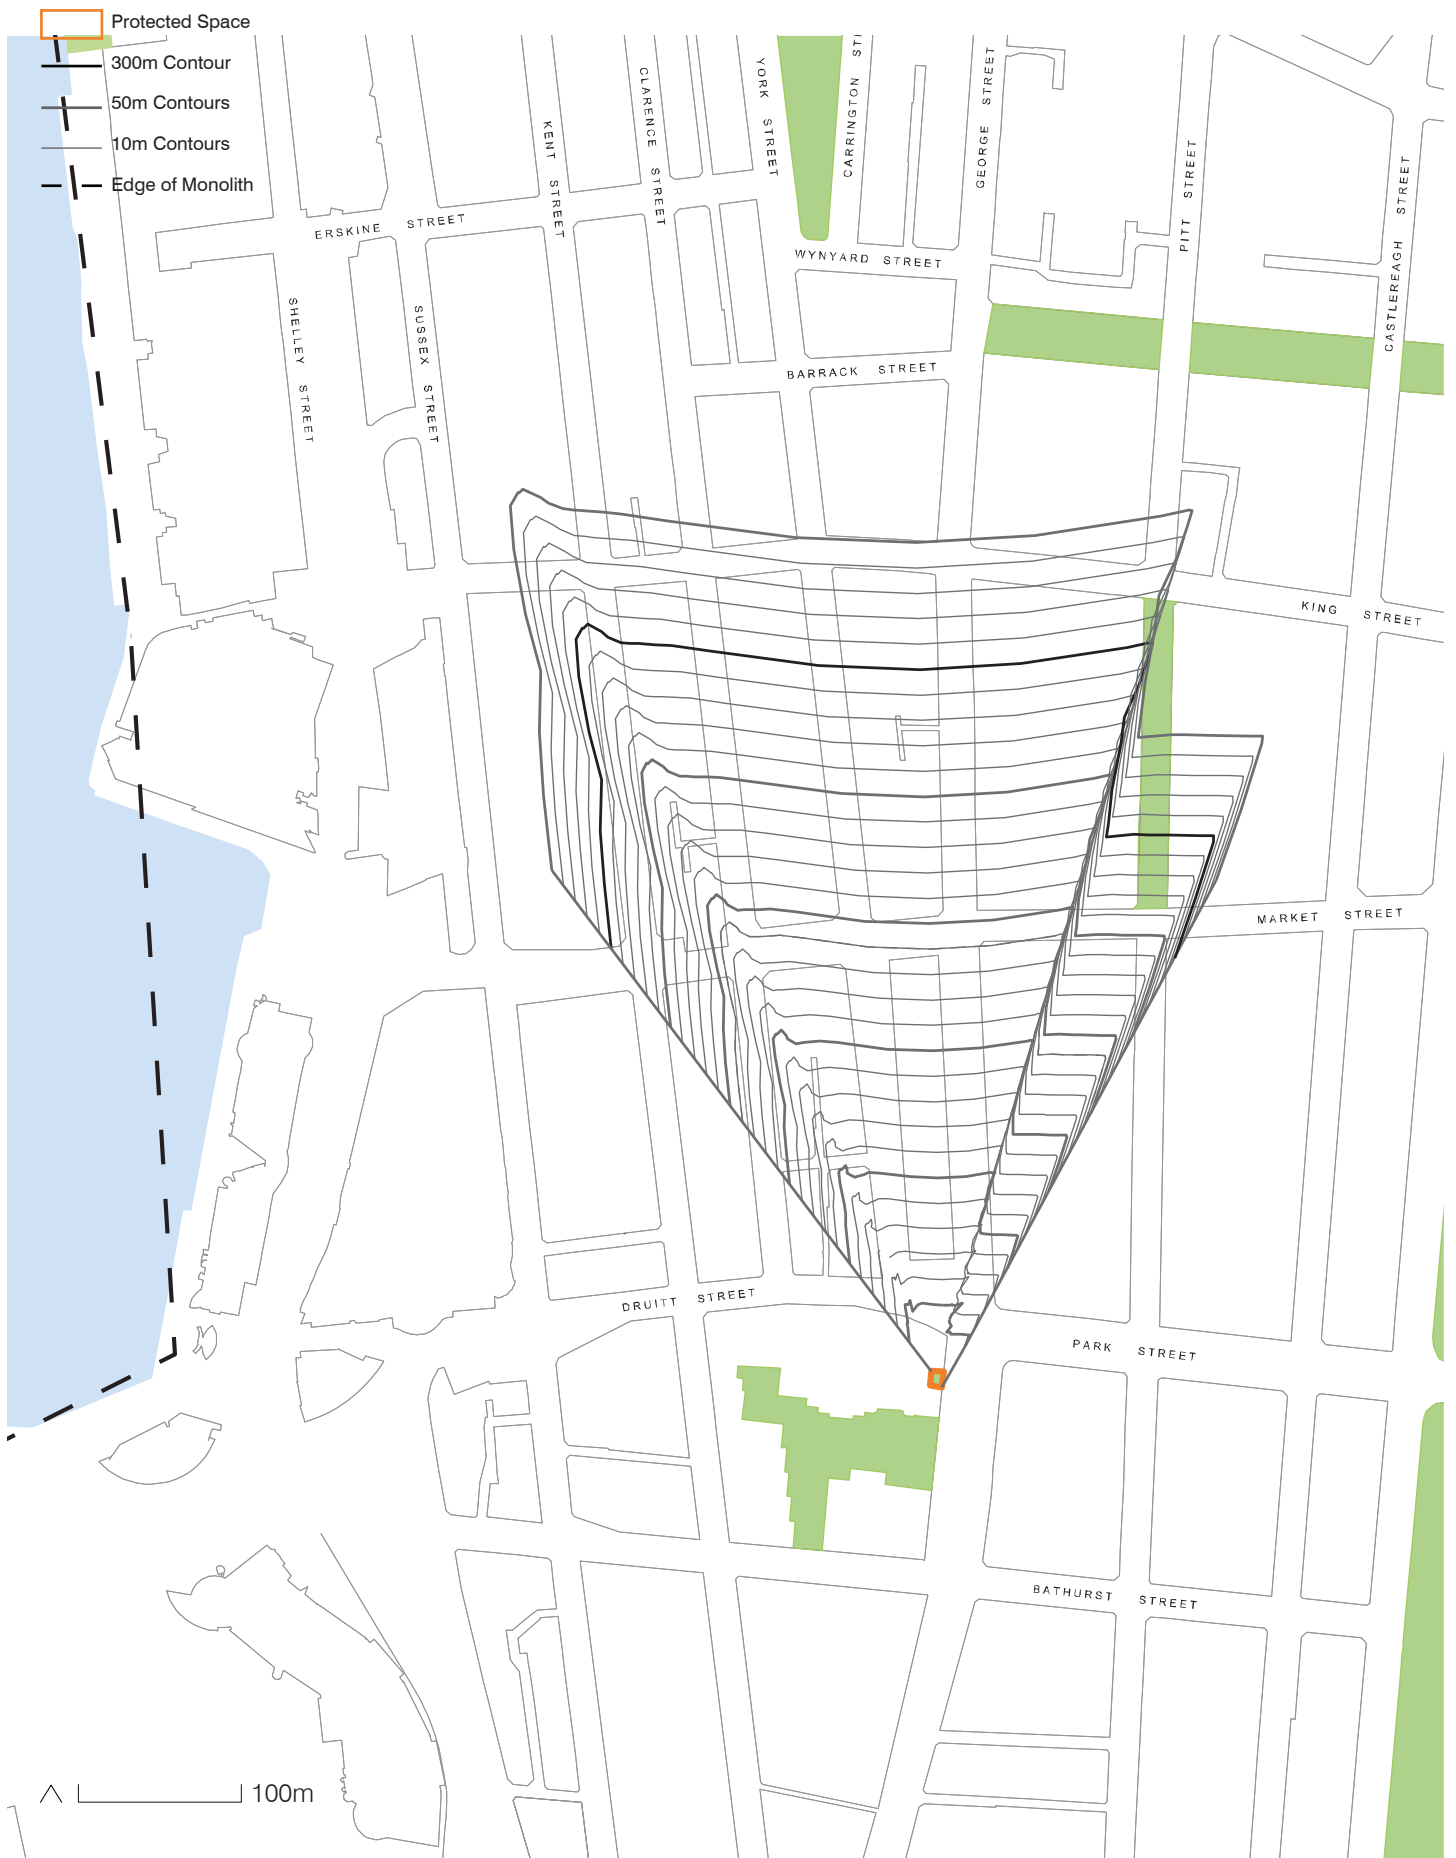 Protected Space
300m Contour
50m Contours
10m Contours
Edge of Monolith
KENT STREET
CLARENCE STREET
YORK STREET
CARRINGTON ST
GEORGE STREET
PITT STREET
CASTLEREAGH STREET
ERSKINE STREET
WYNYARD STREET
SHELLEY STREET
SUSSEX STREET
BARRACK STREET
KING STREET
MARKET STREET
DRUITT STREET
PARK STREET
BATHURST STREET
100m